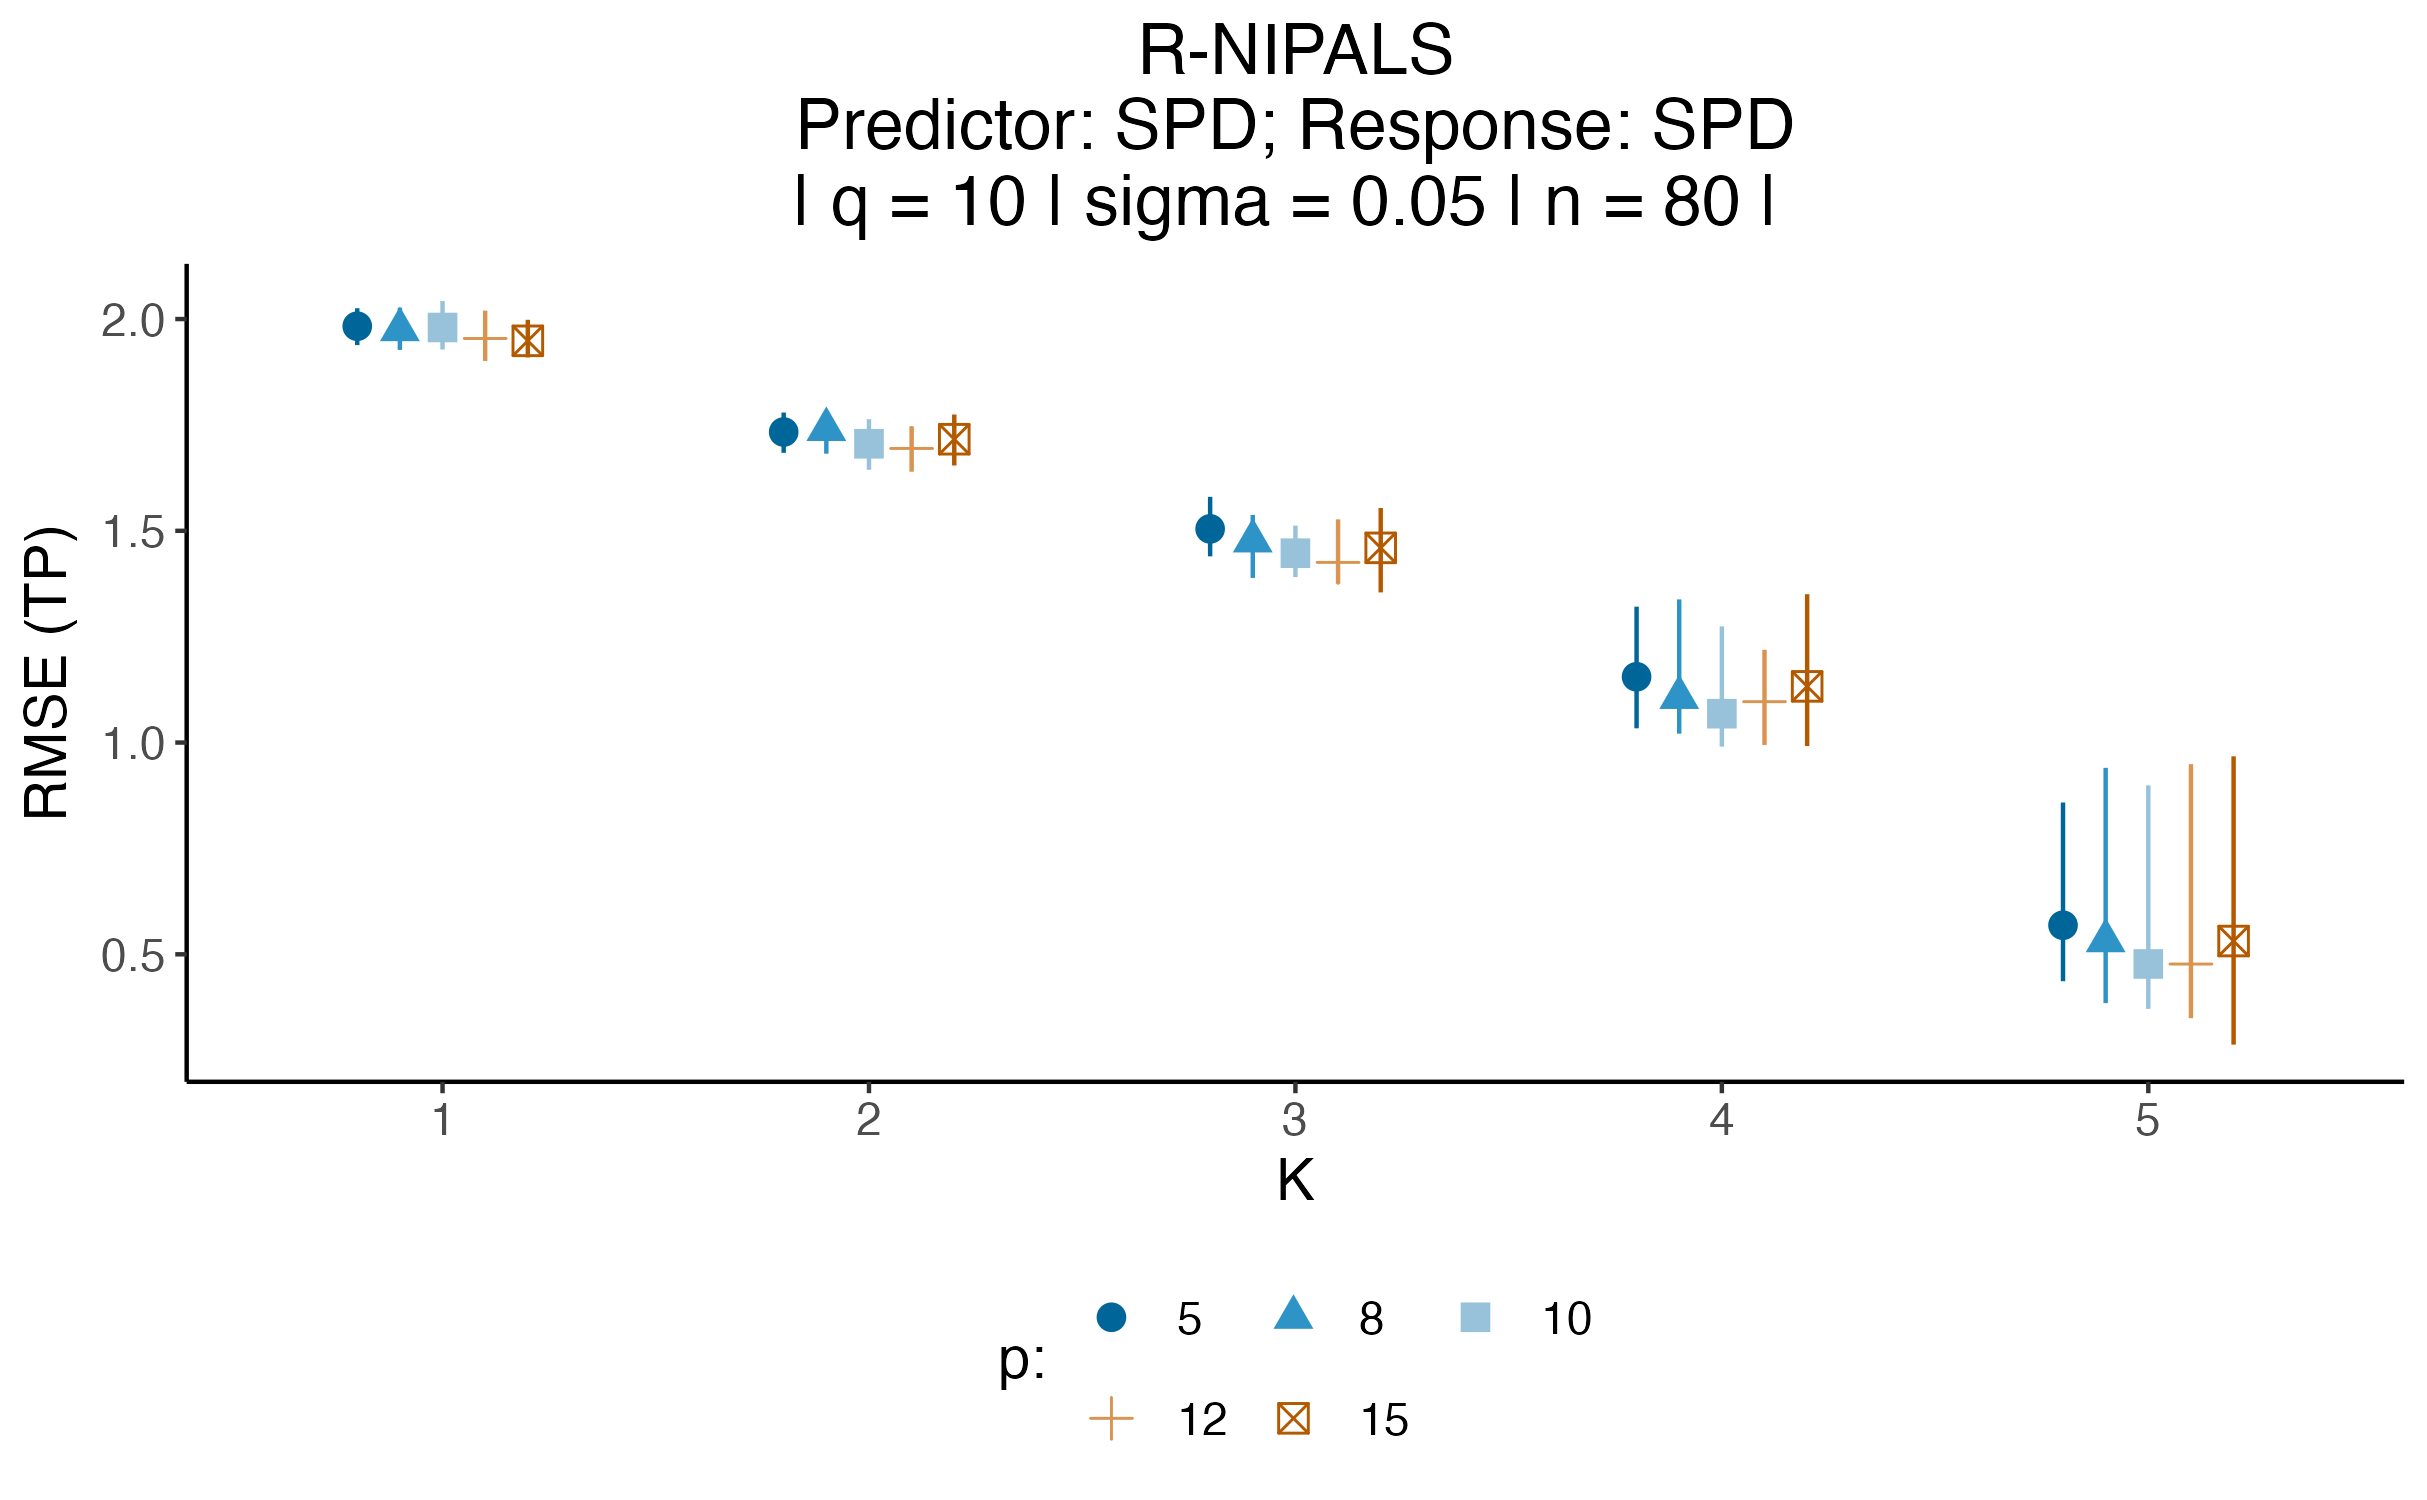 R-NIPALS
Predictor: SPD; Response: SPD
| q = 10 | sigma = 0.05 | n = 80 |
RMSE (TP)
2.0
1.5
1.0
0.5
1 2 3 4 5
K
p:
5 8 10
12 15